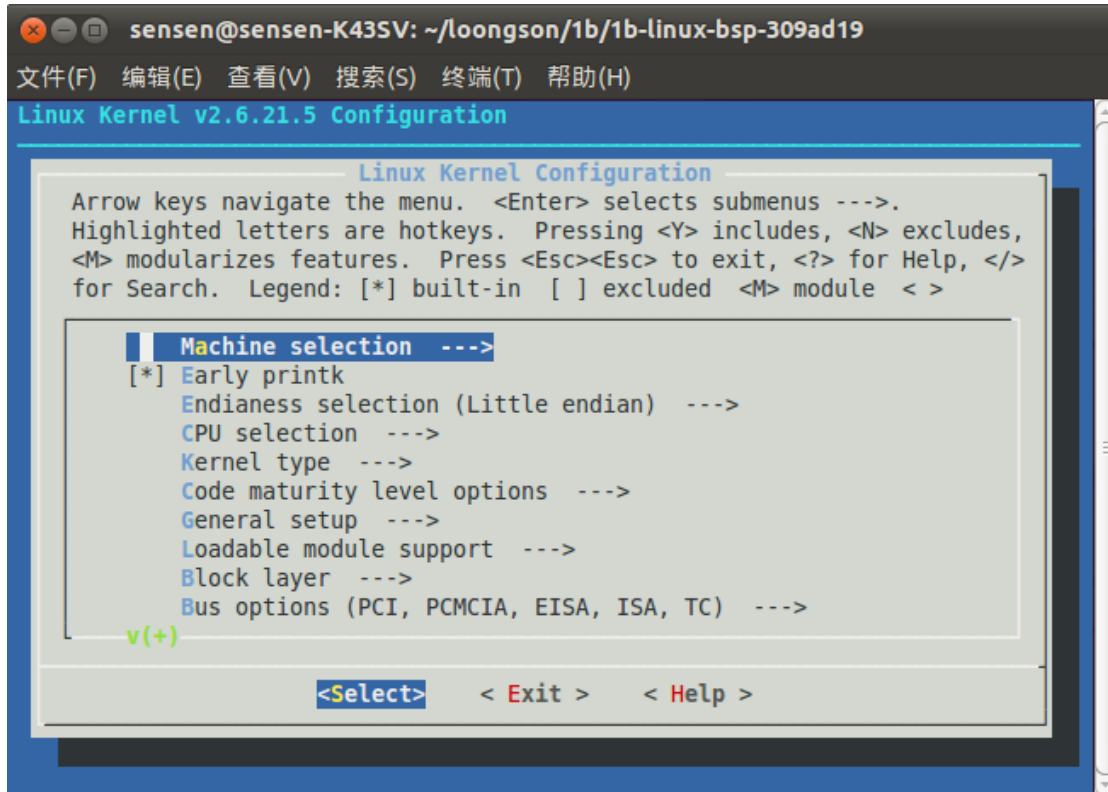 sensen@sensen-K43SV: ~/loongson/1b/1b-linux-bsp-309ad19
文件(F) 编辑(E) 查看(V) 搜索(S) 终端(T) 帮助(H)
Linux Kernel v2.6.21.5 Configuration
Linux Kernel Configuration
Arrow keys navigate the menu.  <Enter> selects submenus --->.
Highlighted letters are hotkeys.  Pressing <Y> includes, <N> excludes,
<M> modularizes features.  Press <Esc><Esc> to exit, <?> for Help, </>
for Search.  Legend: [*] built-in  [ ] excluded  <M> module  < >
Machine selection  --->
[*] Early printk
Endianess selection (Little endian)  --->
CPU selection  --->
Kernel type  --->
Code maturity level options  --->
General setup  --->
Loadable module support  --->
Block layer  --->
Bus options (PCI, PCMCIA, EISA, ISA, TC)  --->
v(+)
<Select>    < Exit >    < Help >